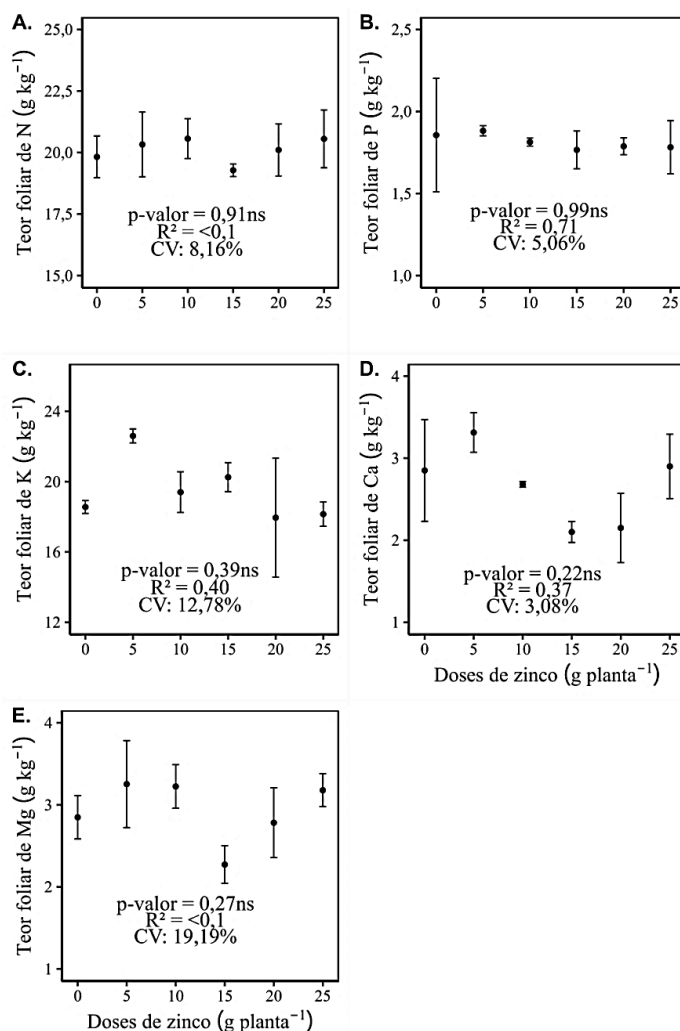 A.
Teor foliar de N (g kg⁻¹)
25,0
22,5
20,0
17,5
15,0
p-valor = 0,91ns
R² = <0,1
CV: 8,16%
0 5 10 15 20 25
B.
Teor foliar de P (g kg⁻¹)
2,5
2,0
1,5
1,0
p-valor = 0,99ns
R² = 0,71
CV: 5,06%
0 5 10 15 20 25
C.
Teor foliar de K (g kg⁻¹)
24
20
16
12
p-valor = 0,39ns
R² = 0,40
CV: 12,78%
0 5 10 15 20 25
D.
Teor foliar de Ca (g kg⁻¹)
4
3
2
1
p-valor = 0,22ns
R² = 0,37
CV: 3,08%
0 5 10 15 20 25
Doses de zinco (g planta⁻¹)
E.
Teor foliar de Mg (g kg⁻¹)
4
3
2
1
p-valor = 0,27ns
R² = <0,1
CV: 19,19%
0 5 10 15 20 25
Doses de zinco (g planta⁻¹)